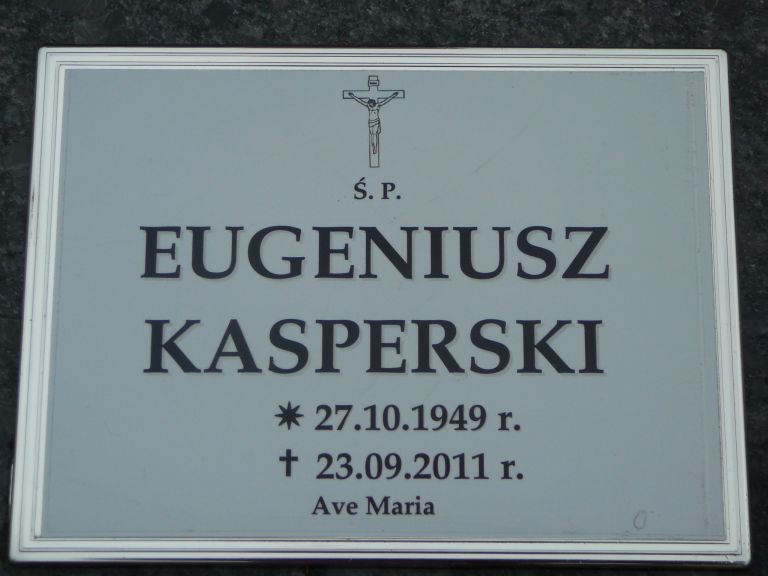 Ś. P.
EUGENIUSZ
KASPERSKI
✷ 27.10.1949 r.
† 23.09.2011 r.
Ave Maria